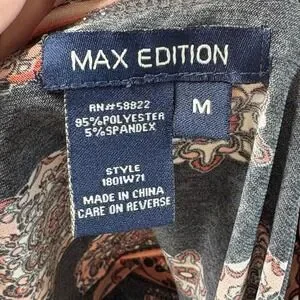 MAX EDITION
RN#58822
95%POLYESTER
5%SPANDEX
M
STYLE
1801W71
MADE IN CHINA
CARE ON REVERSE